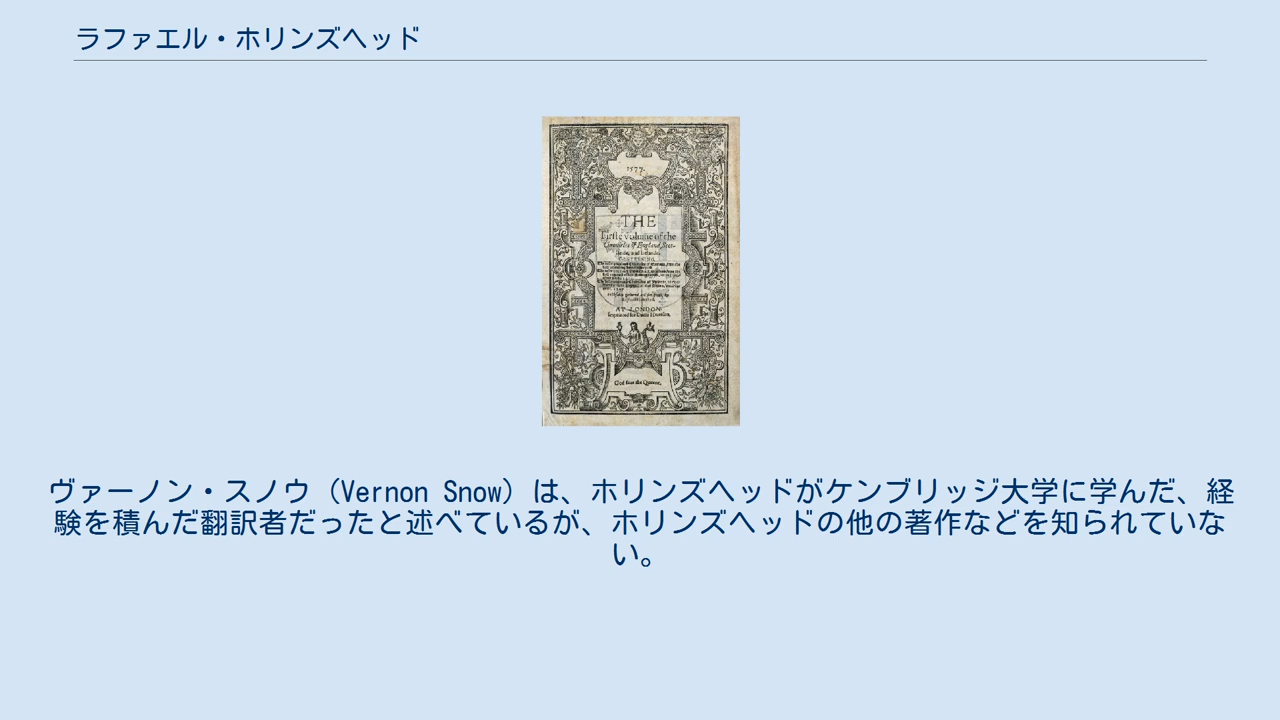 ラファエル・ホリンズヘッド
1577.
THE
Firste volume of the
Chronicles of England, Scot-
lande, and Irelande.
CONTEYNING,
AT LONDON,
God save the Queene.
ヴァーノン・スノウ（Vernon Snow）は、ホリンズヘッドがケンブリッジ大学に学んだ、経
験を積んだ翻訳者だったと述べているが、ホリンズヘッドの他の著作などを知られていな
い。